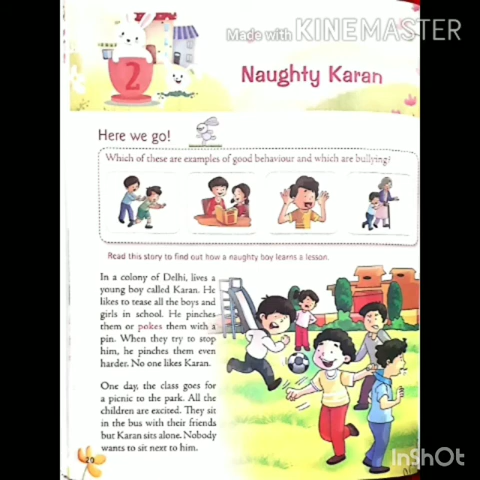 Made with KINEMASTER
2
Naughty Karan
Here we go!
Which of these are examples of good behaviour and which are bullying?
Read this story to find out how a naughty boy learns a lesson.
In a colony of Delhi, lives a
young boy called Karan. He
likes to tease all the boys and
girls in school. He pinches
them or pokes them with a
pin. When they try to stop
him, he pinches them even
harder. No one likes Karan.
One day, the class goes for
a picnic to the park. All the
children are excited. They sit
in the bus with their friends
but Karan sits alone. Nobody
wants to sit next to him.
20
InShOt